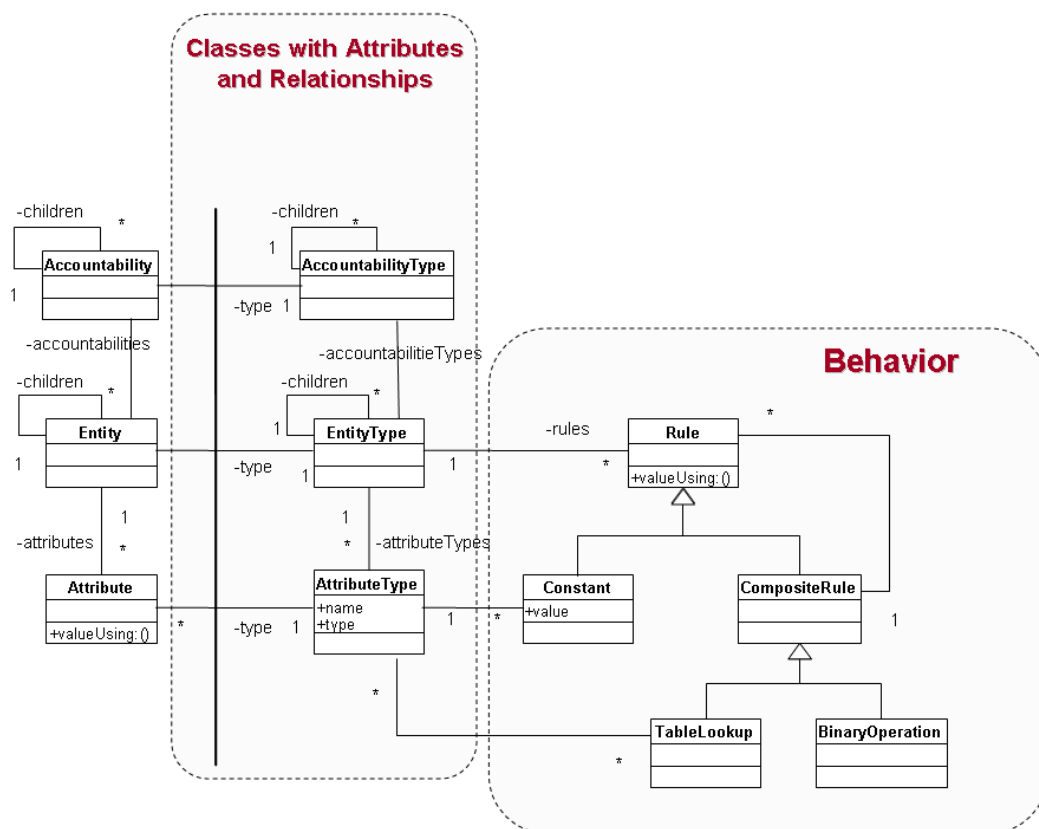 Classes with Attributes
and Relationships
-children
*
-children
*
1
Accountability
AccountabilityType
1
-type
1
-accountabilities
-accountabilitieTypes
Behavior
-children
*
-children
*
*
Entity
1
EntityType
-rules
Rule
1
-type
1
1
*
+valueUsing:()
1
1
-attributes
*
*
-attributeTypes
Attribute
AttributeType
Constant
CompositeRule
+name
+value
+type
+valueUsing:()
*
-type
1
1
*
1
*
TableLookup
BinaryOperation
*